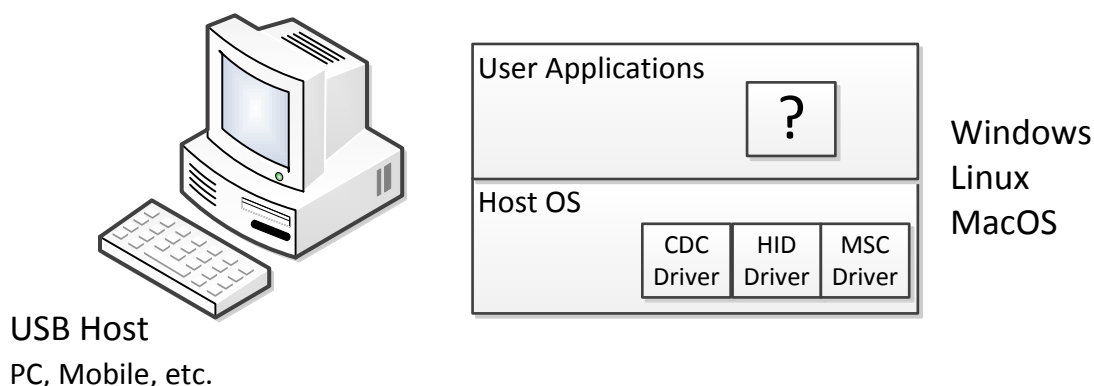 User Applications
?
Host OS
CDC
Driver
HID
Driver
MSC
Driver
Windows
Linux
MacOS
USB Host
PC, Mobile, etc.